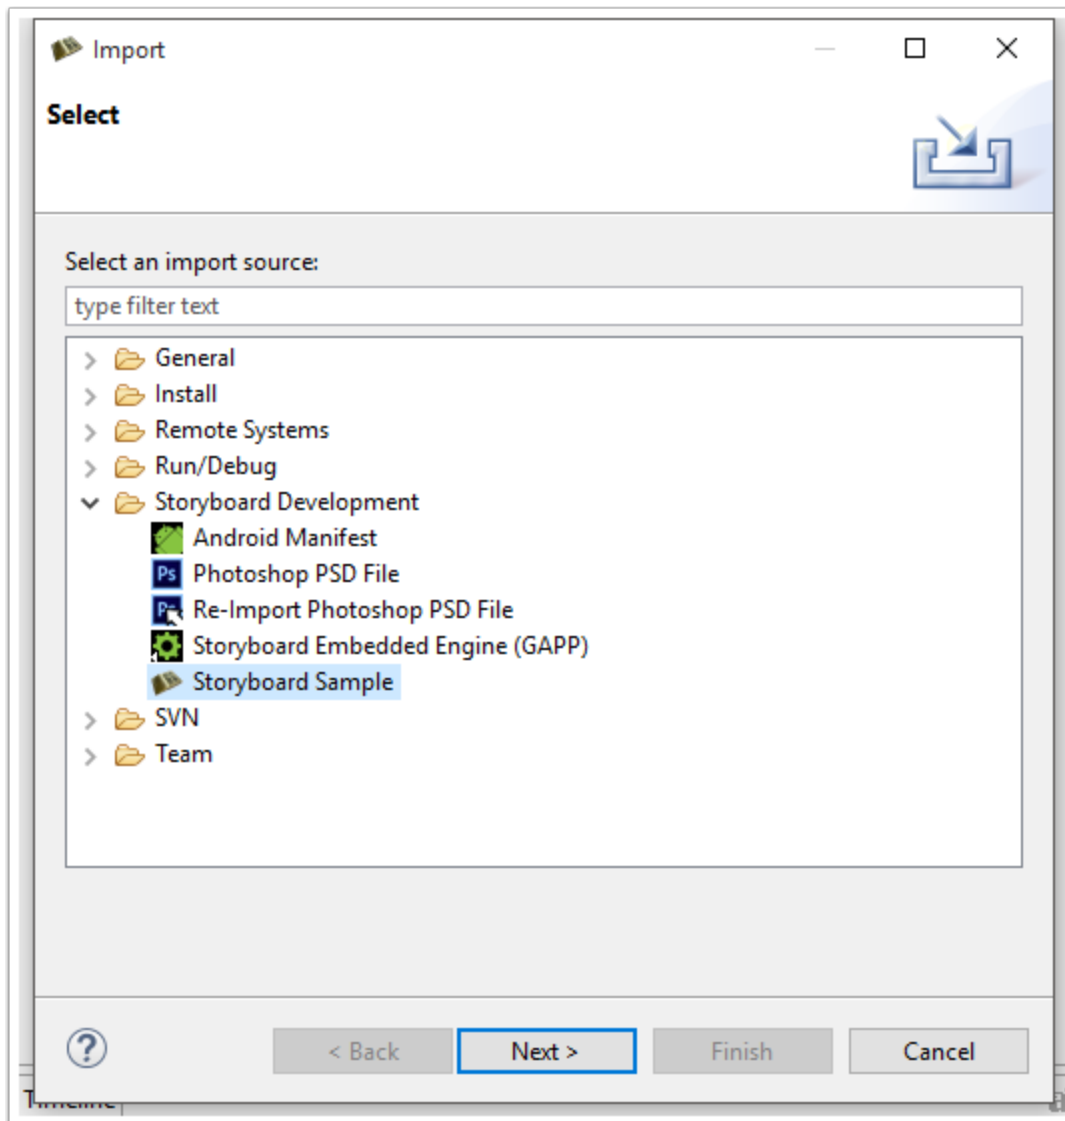 Import
Select
Select an import source:
type filter text
General
Install
Remote Systems
Run/Debug
Storyboard Development
Android Manifest
Ps Photoshop PSD File
Re-Import Photoshop PSD File
Storyboard Embedded Engine (GAPP)
Storyboard Sample
SVN
Team
? < Back Next > Finish Cancel